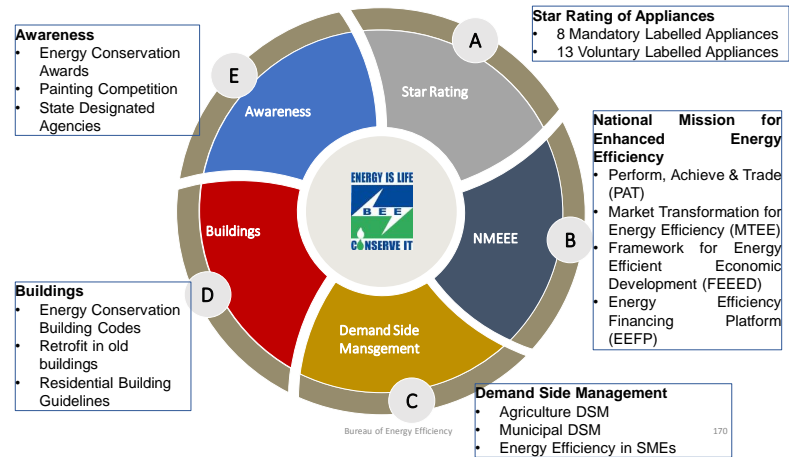 Star Rating of Appliances
• 8 Mandatory Labelled Appliances
• 13 Voluntary Labelled Appliances
Awareness
• Energy Conservation
Awards
• Painting Competition
• State Designated
Agencies
A
E
Star Rating
Awareness
National Mission for
Enhanced Energy
Efficiency
• Perform, Achieve & Trade
(PAT)
• Market Transformation for
Energy Efficiency (MTEE)
• Framework for Energy
Efficient Economic
Development (FEEED)
• Energy Efficiency
Financing Platform
(EEFP)
ENERGY IS LIFE
BEE
CONSERVE IT
Buildings
NMEEE
B
D
Buildings
• Energy Conservation
Building Codes
• Retrofit in old
buildings
• Residential Building
Guidelines
Demand Side
Mansgement
C
Demand Side Management
• Agriculture DSM
• Municipal DSM
• Energy Efficiency in SMEs
Bureau of Energy Efficiency
170